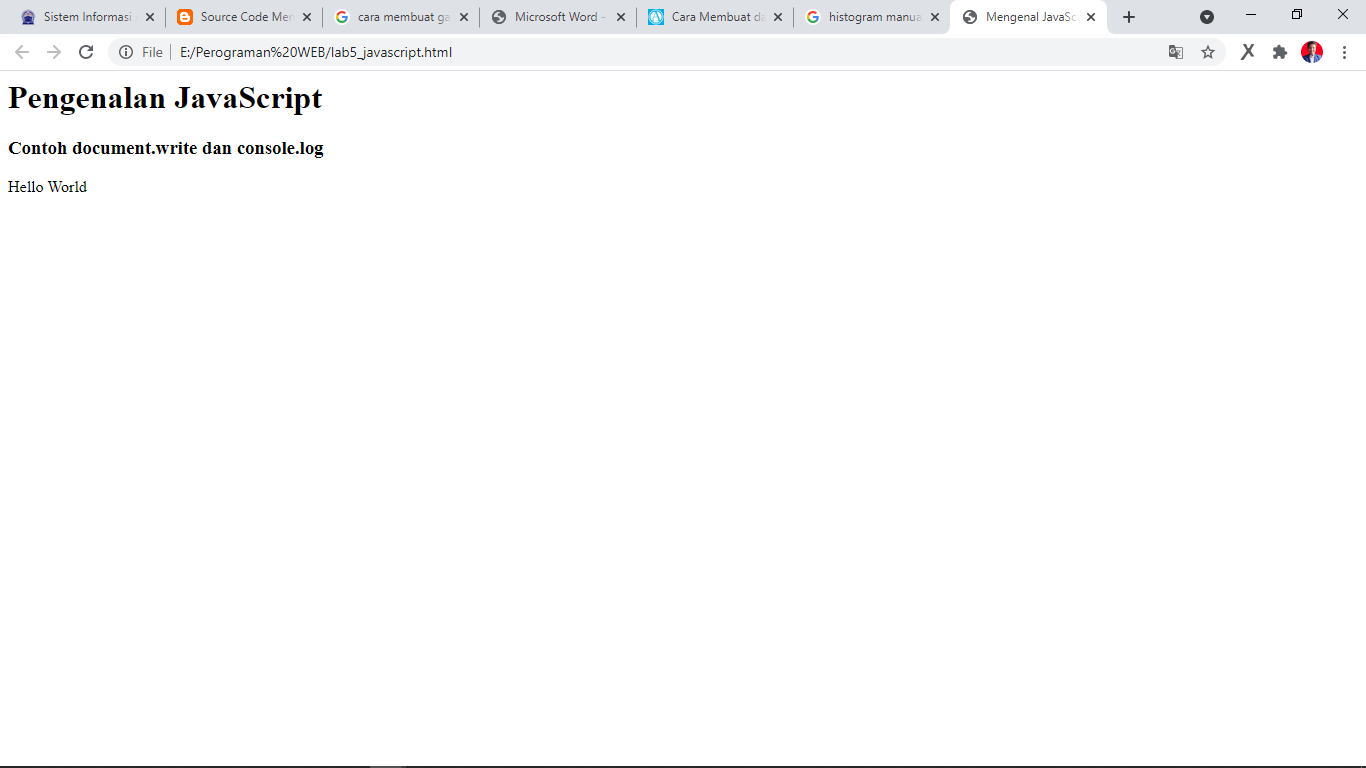 Sistem Informasi
Source Code Mer
cara membuat ga
Microsoft Word -
Cara Membuat da
histogram manua
Mengenal JavaSc
File
E:/Perograman%20WEB/lab5_javascript.html
X
Pengenalan JavaScript
Contoh document.write dan console.log
Hello World